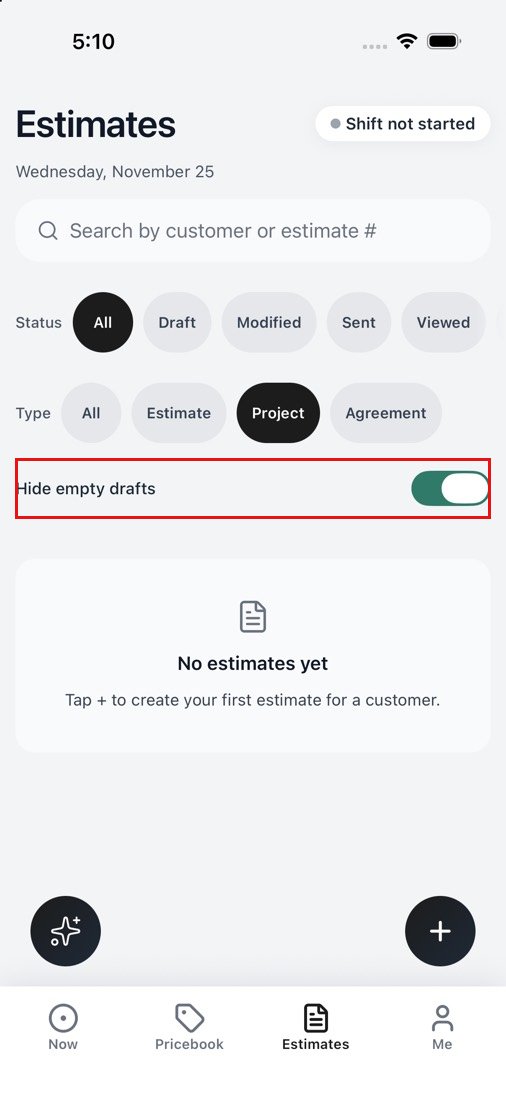 5:10
Estimates
Shift not started
Wednesday, November 25
Search by customer or estimate #
Status All Draft Modified Sent Viewed
Type All Estimate Project Agreement
Hide empty drafts
No estimates yet
Tap + to create your first estimate for a customer.
Now Pricebook Estimates Me